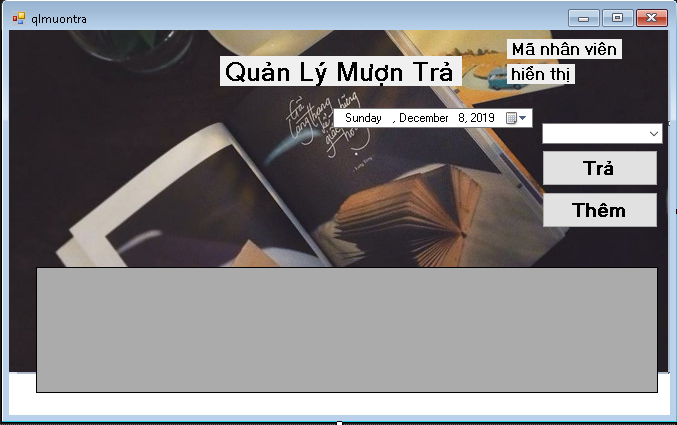 qlmuontra
Mã nhân viên
Quản Lý Mượn Trả
hiển thị
Sunday , December 8, 2019
Trả
Thêm